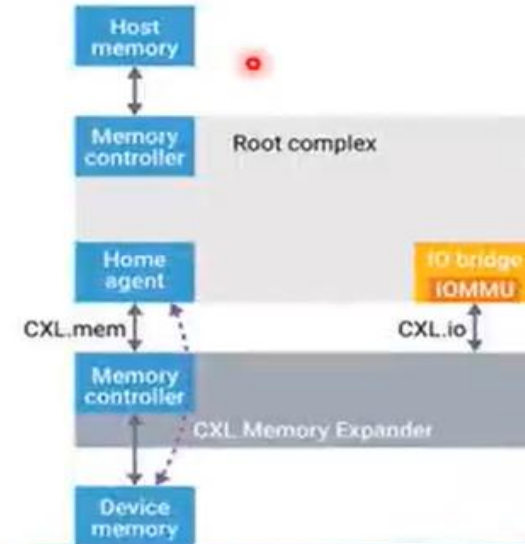 Host
memory
Memory
controller
Root complex
Home
agent
IO bridge
IOMMU
CXL.mem
CXL.io
Memory
controller
CXL Memory Expander
Device
memory